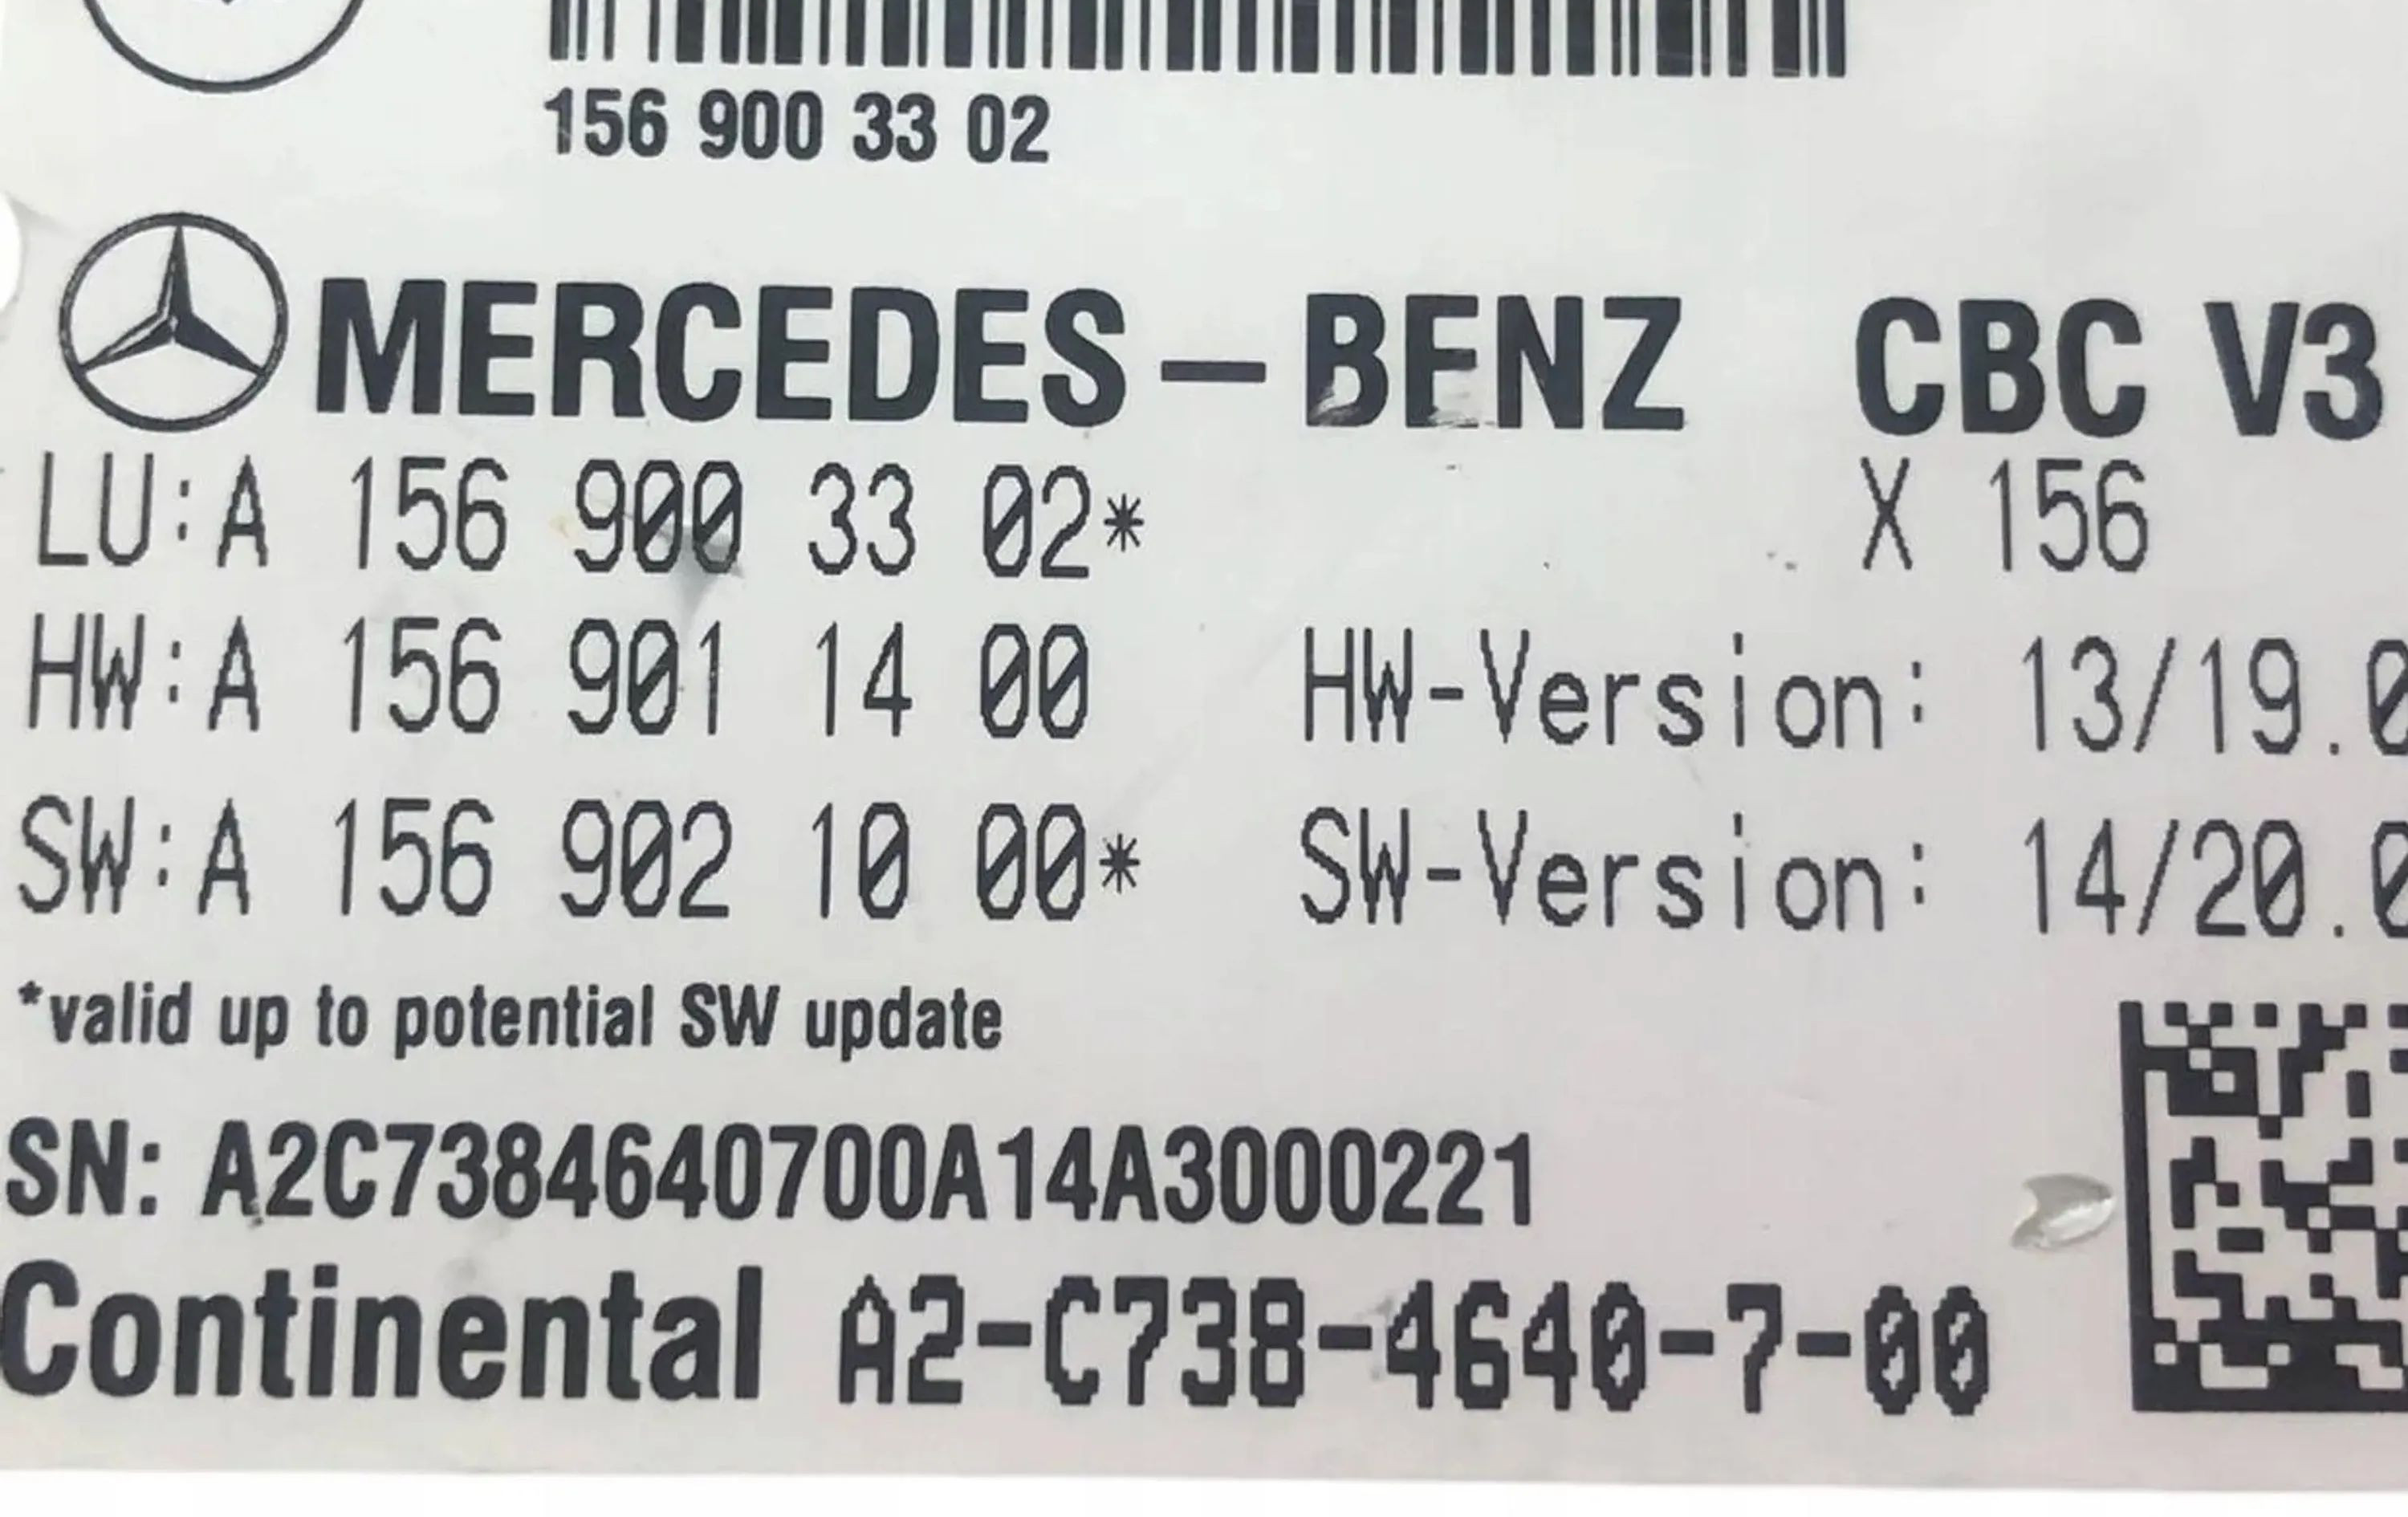 156 900 33 02
MERCEDES-BENZ CBC V3
LU:A 156 900 33 02* X 156
HW:A 156 901 14 00 HW-Version: 13/19.0
SW:A 156 902 10 00* SW-Version: 14/20.0
*valid up to potential SW update
SN: A2C7384640700A14A3000221
Continental A2-C738-4640-7-00